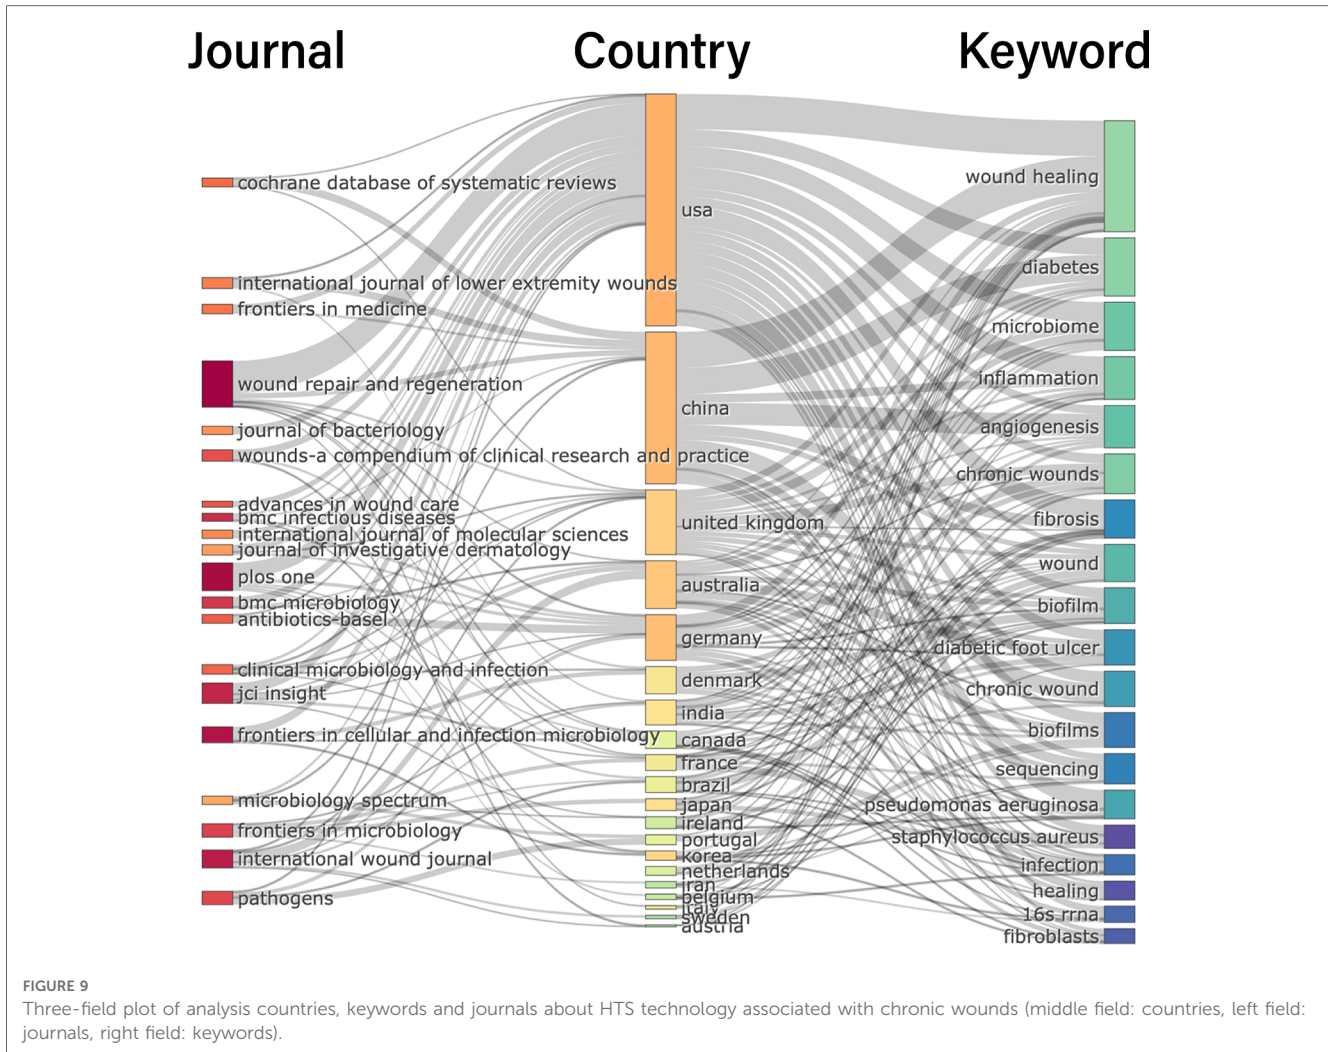 Journal
Country
Keyword
cochrane database of systematic reviews
international journal of lower extremity wounds
frontiers in medicine
wound repair and regeneration
journal of bacteriology
wounds-a compendium of clinical research and practice
advances in wound care
bmc infectious diseases
international journal of molecular sciences
journal of investigative dermatology
plos one
bmc microbiology
antibiotics-basel
clinical microbiology and infection
jci insight
frontiers in cellular and infection microbiology
microbiology spectrum
frontiers in microbiology
international wound journal
pathogens
usa
china
united kingdom
australia
germany
denmark
india
canada
france
brazil
japan
ireland
portugal
korea
netherlands
iran
belgium
italy
sweden
austria
wound healing
diabetes
microbiome
inflammation
angiogenesis
chronic wounds
fibrosis
wound
biofilm
diabetic foot ulcer
chronic wound
biofilms
sequencing
pseudomonas aeruginosa
staphylococcus aureus
infection
healing
16s rrna
fibroblasts
FIGURE 9
Three-field plot of analysis countries, keywords and journals about HTS technology associated with chronic wounds (middle field: countries, left field:
journals, right field: keywords).